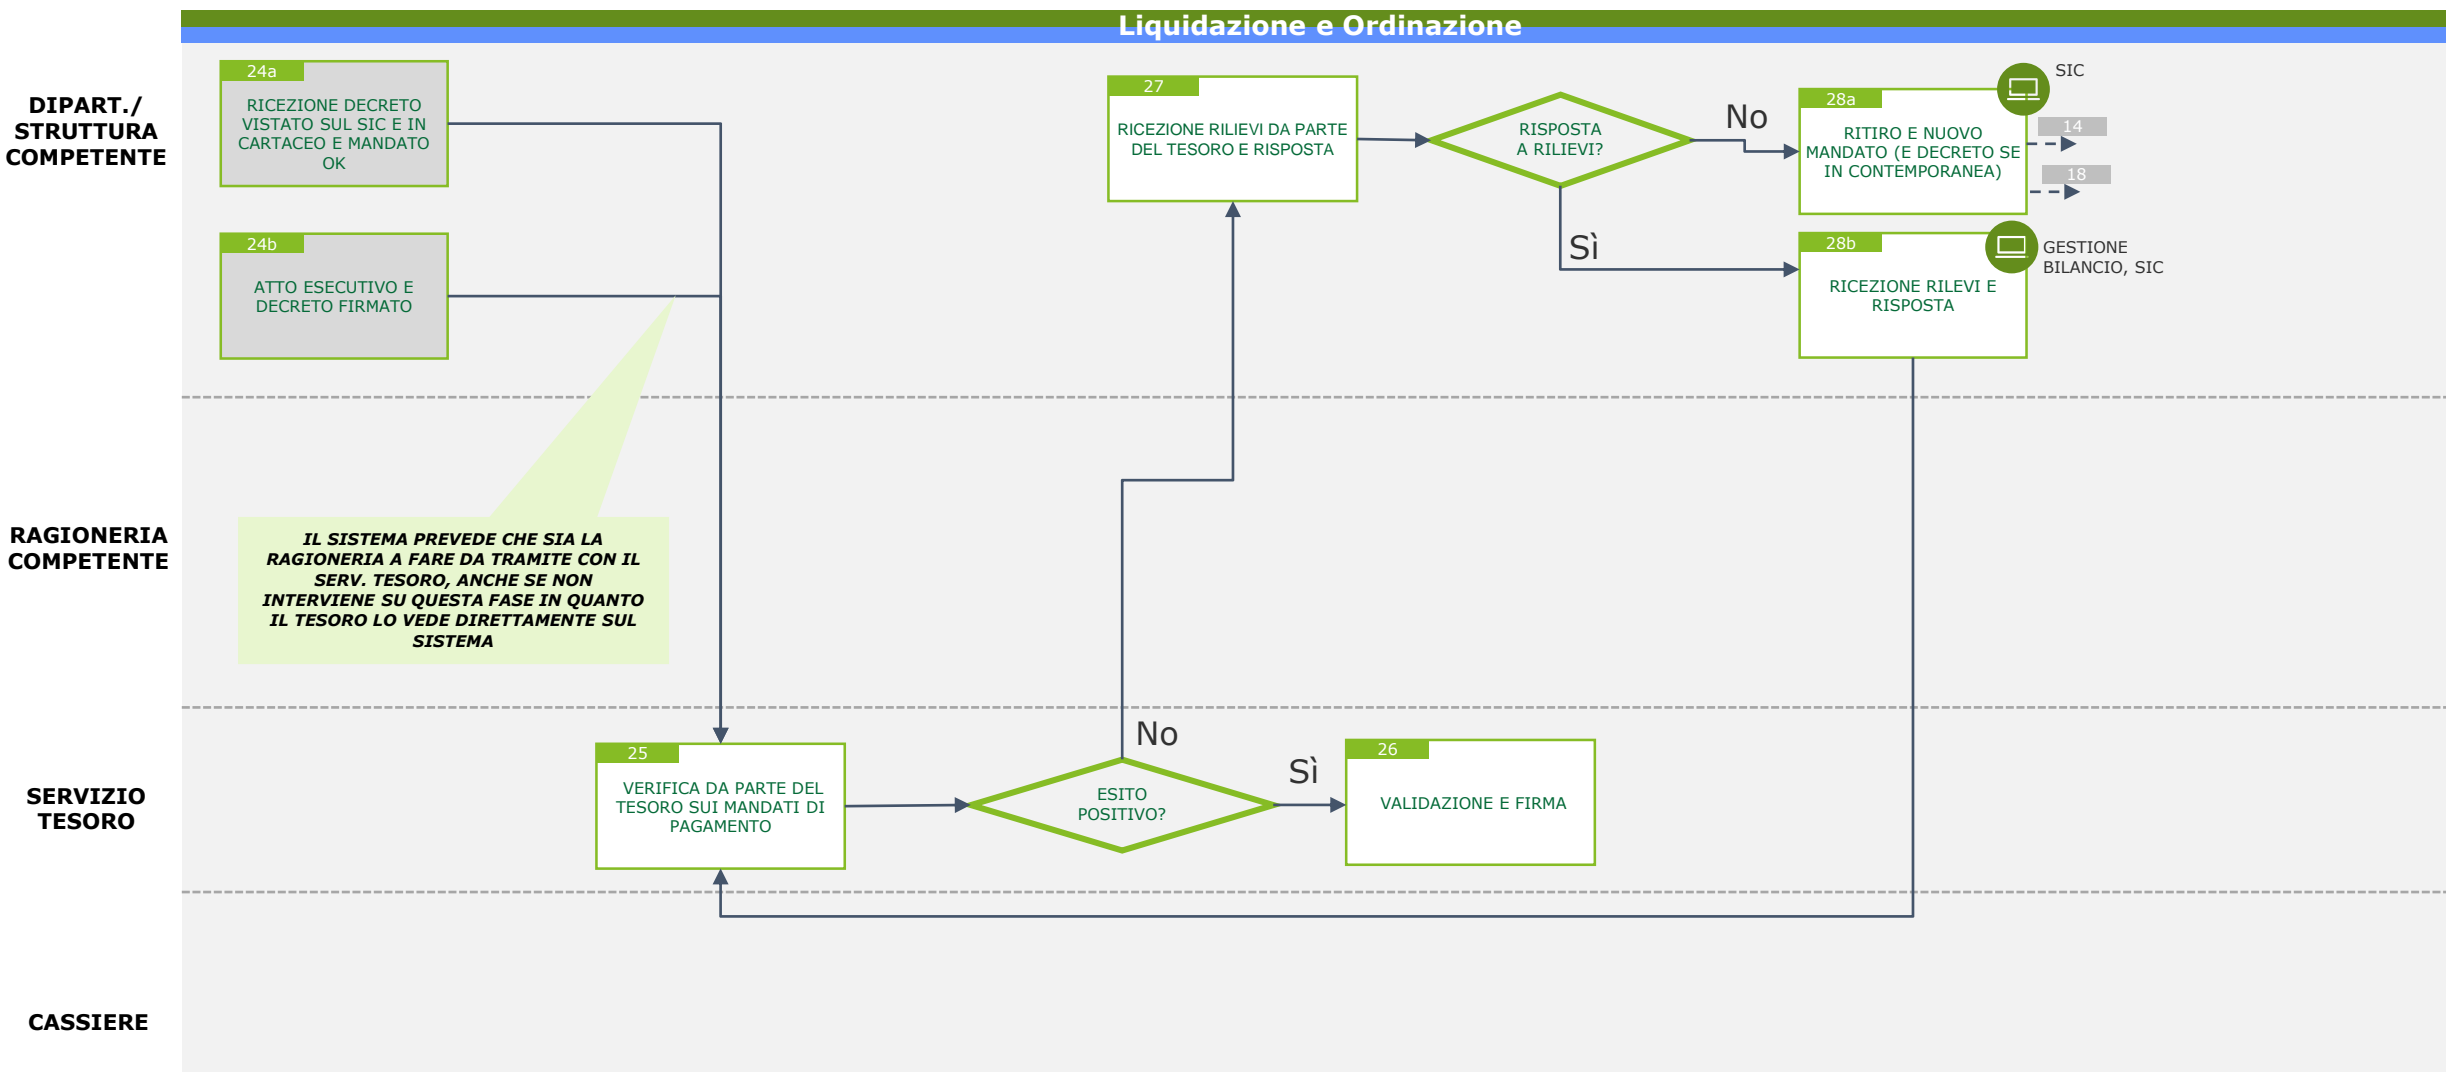 Liquidazione e Ordinazione
DIPART./
STRUTTURA
COMPETENTE
24a
RICEZIONE DECRETO
VISTATO SUL SIC E IN
CARTACEO E MANDATO
OK
24b
ATTO ESECUTIVO E
DECRETO FIRMATO
27
RICEZIONE RILIEVI DA PARTE
DEL TESORO E RISPOSTA
RISPOSTA
A RILIEVI?
No
Sì
28a
RITIRO E NUOVO
MANDATO (E DECRETO SE
IN CONTEMPORANEA)
SIC
14
18
28b
RICEZIONE RILEVI E
RISPOSTA
GESTIONE
BILANCIO, SIC
RAGIONERIA
COMPETENTE
IL SISTEMA PREVEDE CHE SIA LA
RAGIONERIA A FARE DA TRAMITE CON IL
SERV. TESORO, ANCHE SE NON
INTERVIENE SU QUESTA FASE IN QUANTO
IL TESORO LO VEDE DIRETTAMENTE SUL
SISTEMA
SERVIZIO
TESORO
25
VERIFICA DA PARTE DEL
TESORO SUI MANDATI DI
PAGAMENTO
ESITO
POSITIVO?
No
Sì
26
VALIDAZIONE E FIRMA
CASSIERE